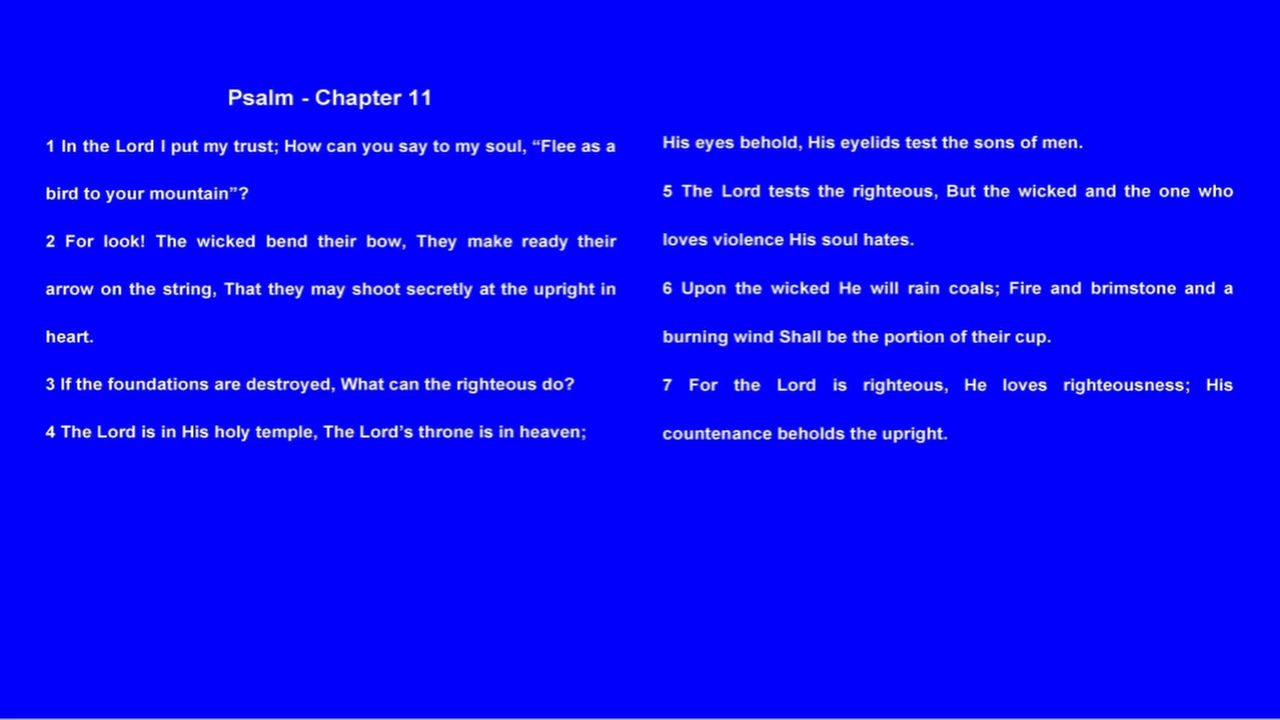 Psalm - Chapter 11
1 In the Lord I put my trust; How can you say to my soul, “Flee as a
bird to your mountain”?
2 For look! The wicked bend their bow, They make ready their
arrow on the string, That they may shoot secretly at the upright in
heart.
3 If the foundations are destroyed, What can the righteous do?
4 The Lord is in His holy temple, The Lord’s throne is in heaven;
His eyes behold, His eyelids test the sons of men.
5 The Lord tests the righteous, But the wicked and the one who
loves violence His soul hates.
6 Upon the wicked He will rain coals; Fire and brimstone and a
burning wind Shall be the portion of their cup.
7 For the Lord is righteous, He loves righteousness; His
countenance beholds the upright.